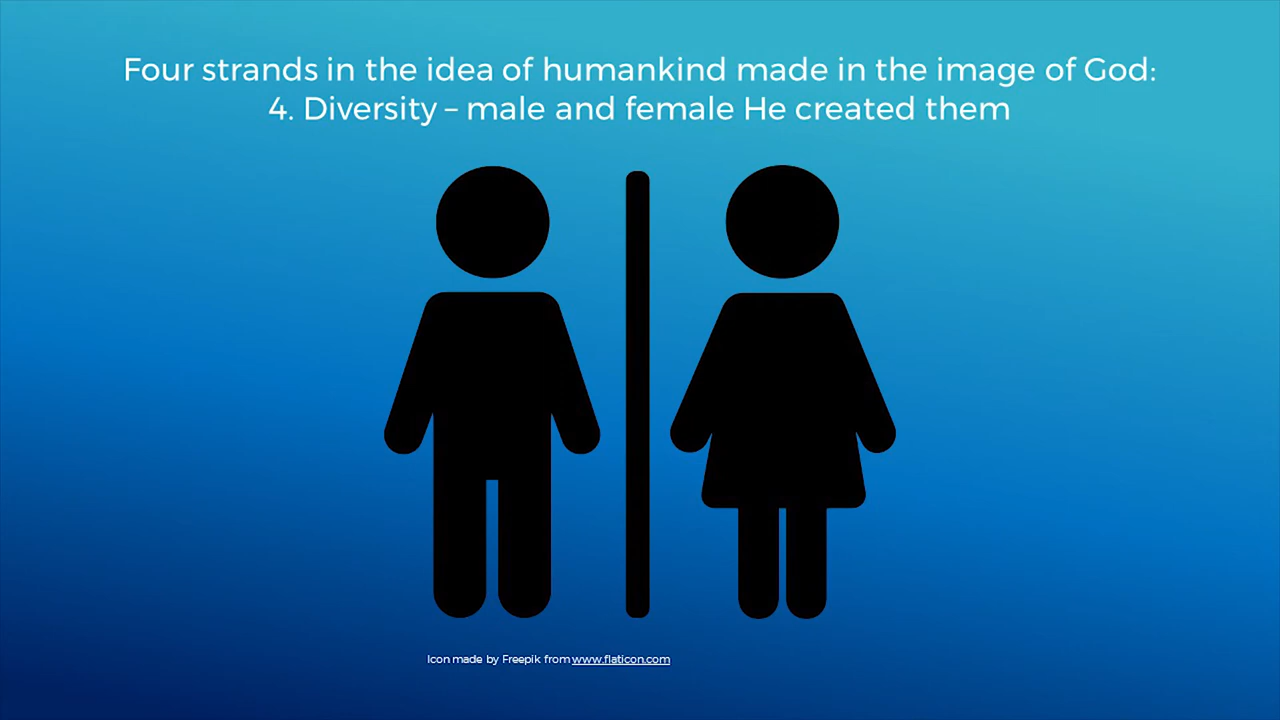 Four strands in the idea of humankind made in the image of God:
4. Diversity – male and female He created them
Icon made by Freepik from www.flaticon.com